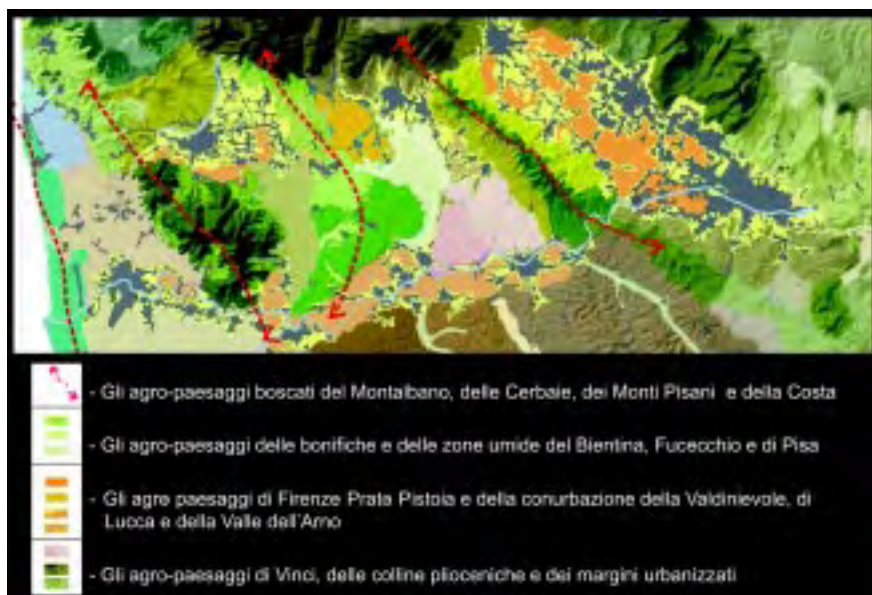 - Gli agro-paesaggi boscati del Montalbano, delle Cerbaie, dei Monti Pisani e della Costa
- Gli agro-paesaggi delle bonifiche e delle zone umide del Bientina, Fucecchio e di Pisa
- Gli agro paesaggi di Firenze Prata Pistoia e della conurbazione della Valdinievole, di
Lucca e della Valle dell'Arno
- Gli agro-paesaggi di Vinci, delle colline plioceniche e dei margini urbanizzati